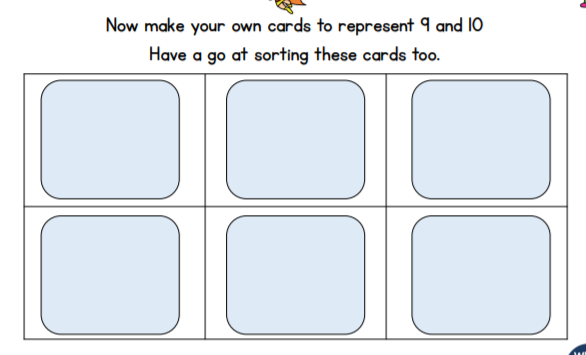 Now make your own cards to represent 9 and 10
Have a go at sorting these cards too.